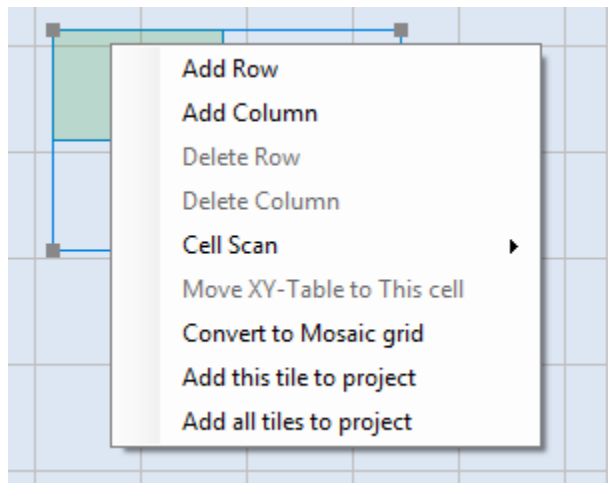 Add Row
Add Column
Delete Row
Delete Column
Cell Scan
Move XY-Table to This cell
Convert to Mosaic grid
Add this tile to project
Add all tiles to project